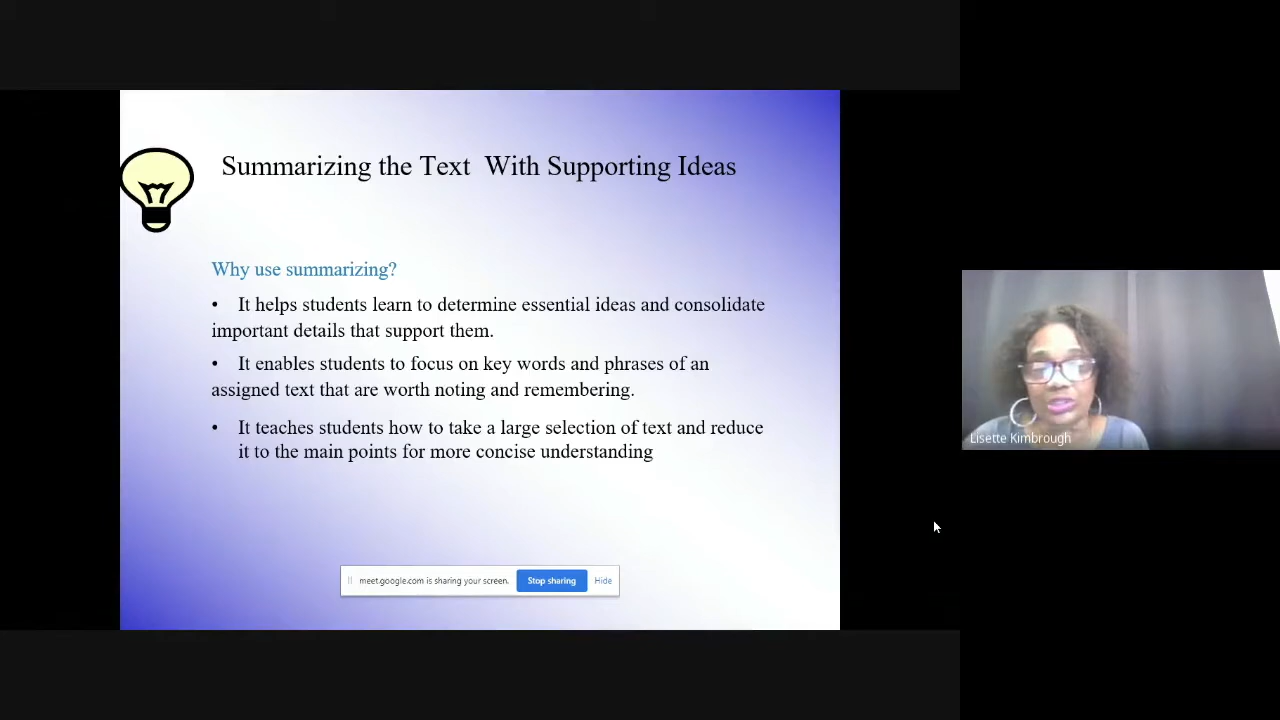 Summarizing the Text  With Supporting Ideas
Why use summarizing?
• It helps students learn to determine essential ideas and consolidate
important details that support them.
• It enables students to focus on key words and phrases of an
assigned text that are worth noting and remembering.
• It teaches students how to take a large selection of text and reduce
it to the main points for more concise understanding
meet.google.com is sharing your screen. Stop sharing Hide
Lisette Kimbrough